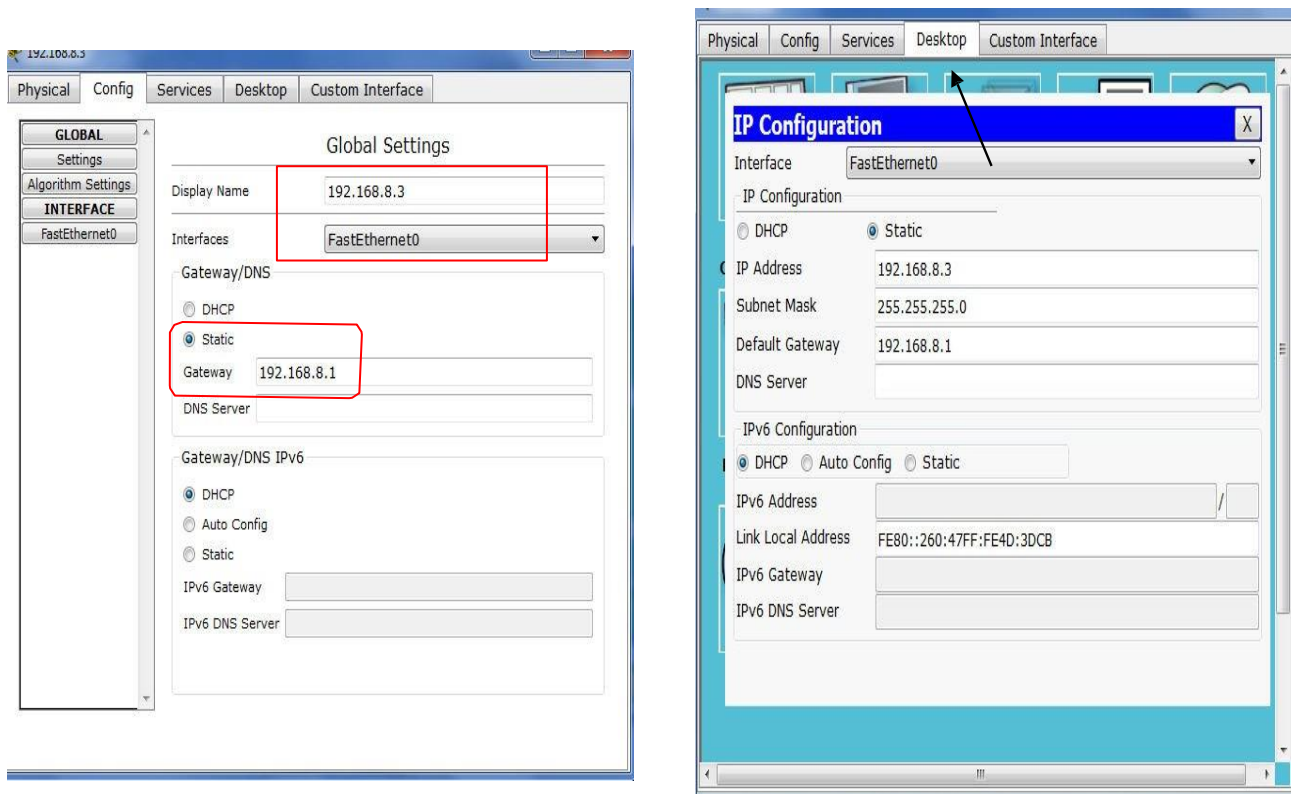 192.168.8.3
Physical Config Services Desktop Custom Interface
GLOBAL
Settings
Algorithm Settings
INTERFACE
FastEthernet0
Global Settings
Display Name 192.168.8.3
Interfaces FastEthernet0
Gateway/DNS
DHCP
Static
Gateway 192.168.8.1
DNS Server
Gateway/DNS IPv6
DHCP
Auto Config
Static
IPv6 Gateway
IPv6 DNS Server
Physical Config Services Desktop Custom Interface
IP Configuration X
Interface FastEthernet0
IP Configuration
DHCP Static
IP Address 192.168.8.3
Subnet Mask 255.255.255.0
Default Gateway 192.168.8.1
DNS Server
IPv6 Configuration
DHCP Auto Config Static
IPv6 Address /
Link Local Address FE80::260:47FF:FE4D:3DCB
IPv6 Gateway
IPv6 DNS Server